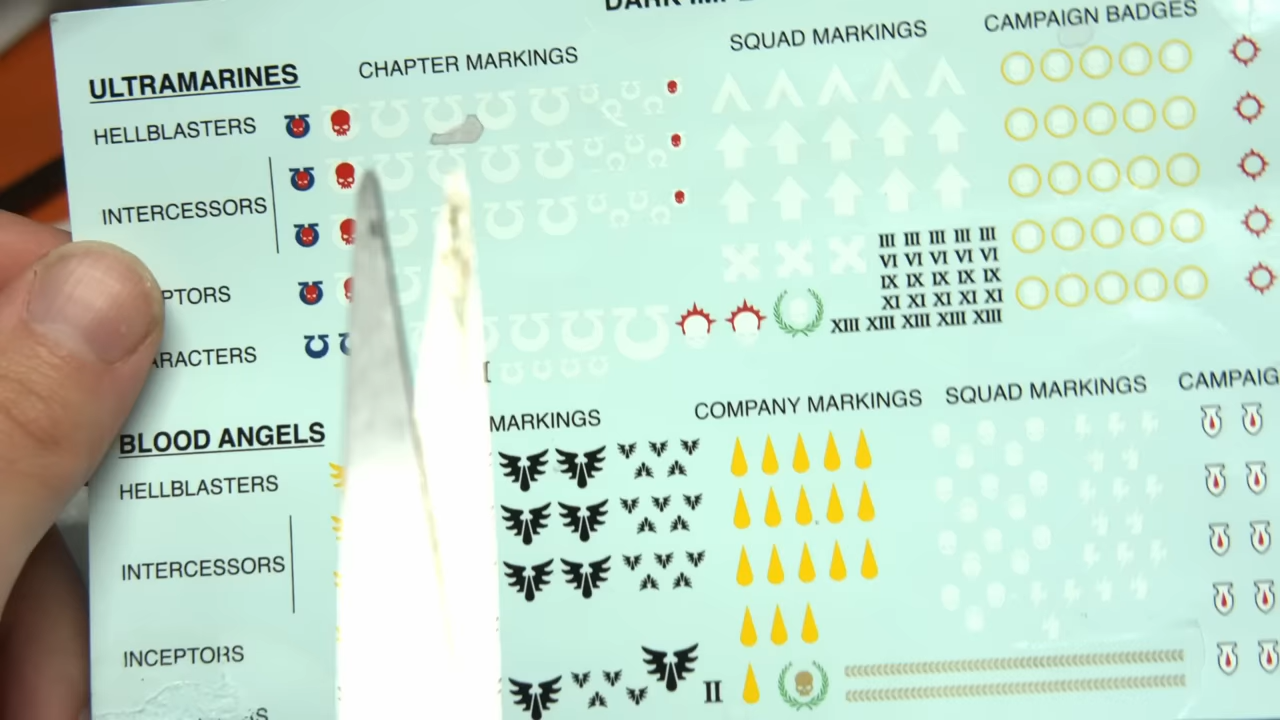 ULTRAMARINES
CHAPTER MARKINGS
SQUAD MARKINGS
CAMPAIGN BADGES
HELLBLASTERS
INTERCESSORS
III III III III III
VI VI VI VI VI
IX IX IX IX IX
XI XI XI XI XI
XIII XIII XIII XIII XIII
BLOOD ANGELS
MARKINGS
COMPANY MARKINGS
SQUAD MARKINGS
HELLBLASTERS
INTERCESSORS
INCEPTORS
II